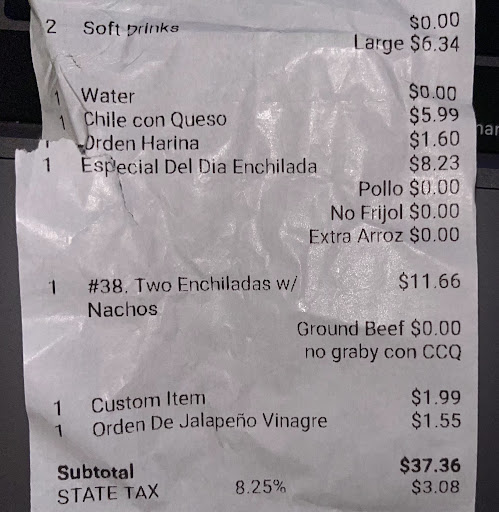 2 Soft Drinks $0.00
Large $6.34
1 Water $0.00
1 Chile con Queso $5.99
1 Orden Harina $1.60
1 Especial Del Dia Enchilada $8.23
Pollo $0.00
No Frijol $0.00
Extra Arroz $0.00
1 #38. Two Enchiladas w/ $11.66
Nachos
Ground Beef $0.00
no graby con CCQ
1 Custom Item $1.99
1 Orden De Jalapeño Vinagre $1.55
Subtotal $37.36
STATE TAX 8.25% $3.08